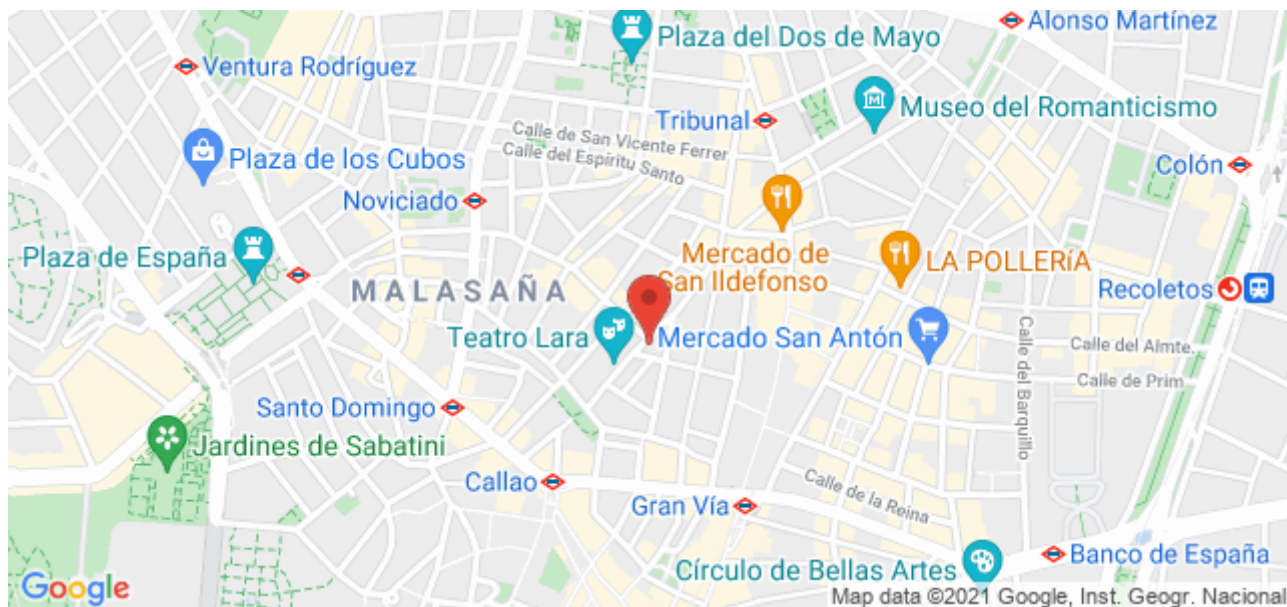 Alonso Martínez
Plaza del Dos de Mayo
Ventura Rodríguez
Museo del Romanticismo
Tribunal
Calle de San Vicente Ferrer
Calle del Espíritu Santo
Plaza de los Cubos
Colón
Noviciado
Plaza de España
Mercado de
San Ildefonso
LA POLLERÍA
MALASAÑA
Recoletos
Teatro Lara
Mercado San Antón
Calle del Almte.
Calle de Prim
Calle del Barquillo
Santo Domingo
Jardines de Sabatini
Callao
Gran Vía
Calle de la Reina
Banco de España
Círculo de Bellas Artes
Google
Map data ©2021 Google, Inst. Geogr. Nacional